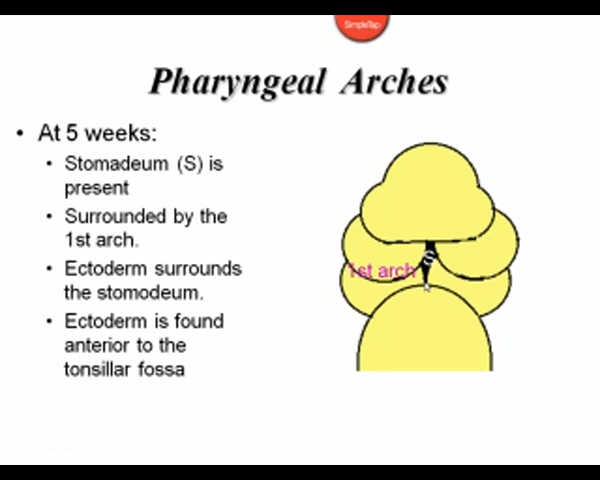 SimpleTap
Pharyngeal Arches
• At 5 weeks:
• Stomadeum (S) is
present
• Surrounded by the
1st arch.
• Ectoderm surrounds
the stomodeum.
• Ectoderm is found
anterior to the
tonsillar fossa
S
1st arch